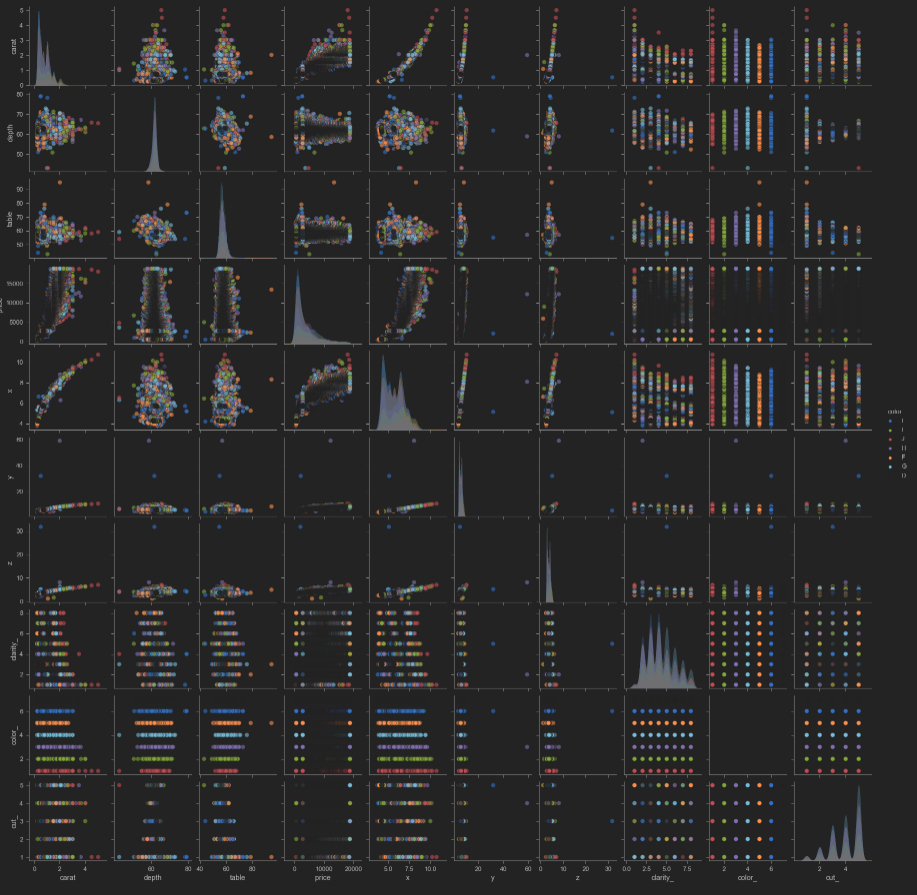 carat
5
4
3
2
1
0
depth
80
70
60
50
table
90
80
70
60
50
15000
10000
5000
0
x
10
8
6
4
color
I
J
H
F
G
y
60
40
20
z
30
20
10
0
clarity_
8
6
4
2
color_
6
4
2
cut_
5
4
3
2
1
0 2 4
60 80
40 60 80
0 10000 20000
5.0 7.5 10.0
20 40 60
0 10 20 30
0.0 2.5 5.0 7.5
2 4 6
2 4
carat depth table price x y z clarity_ color_ cut_